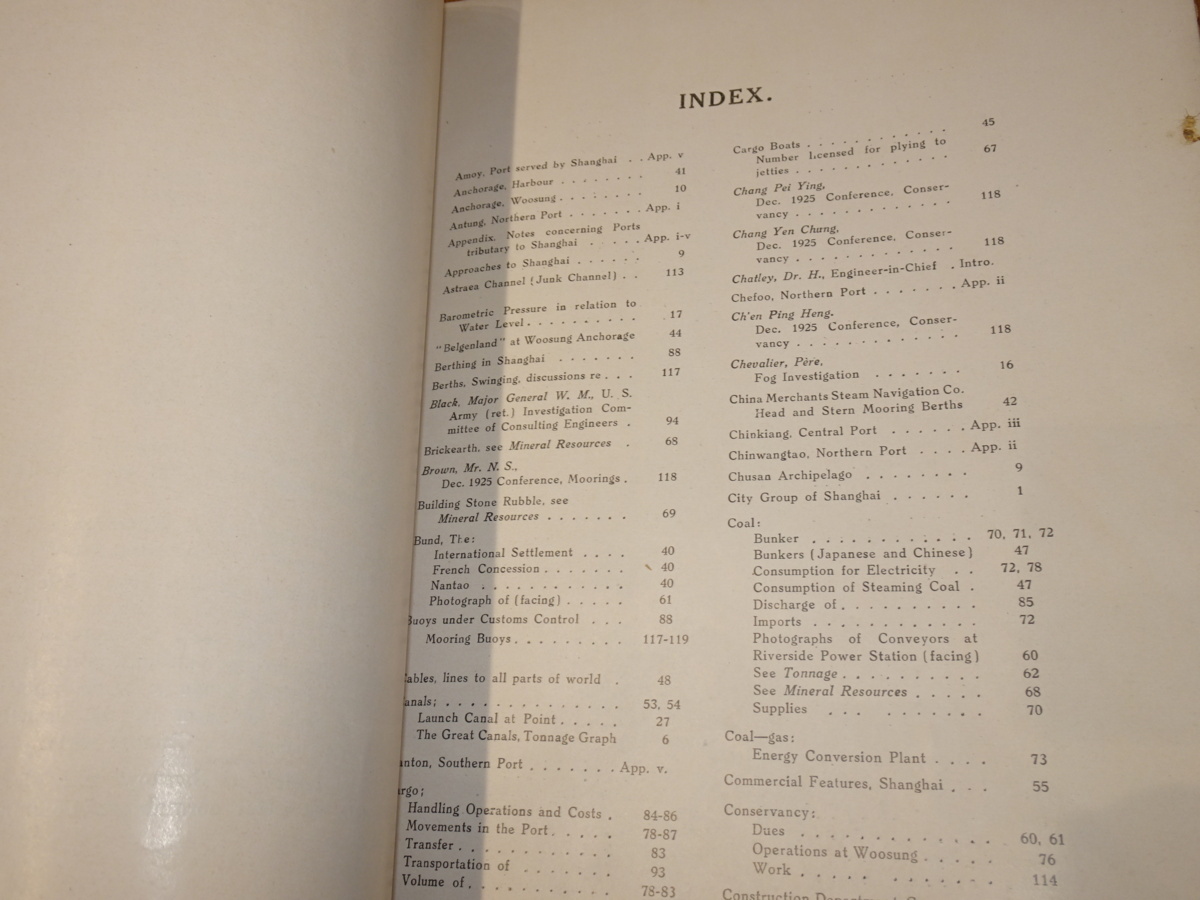 INDEX.
Amoy, Port served by Shanghai . . App. v
Anchorage, Harbour . . . . . . . . 41
Anchorage, Woosung . . . . . . . . 10
Antung, Northern Port . . . . . . . App. i
Appendix. Notes concerning Ports
tributary to Shanghai . . . . . App. i-v
Approaches to Shanghai . . . . . . 9
Astraea Channel (Junk Channel) . . 113
Barometric Pressure in relation to
Water Level . . . . . . . . . . 17
"Belgenland" at Woosung Anchorage 44
Berthing in Shanghai . . . . . . . 88
Berths, Swinging, discussions re . . . 117
Black, Major General W. M., U. S.
Army (ret.) Investigation Com-
mittee of Consulting Engineers . 94
Brickearth, see Mineral Resources . 68
Brown, Mr. N. S.,
Dec. 1925 Conference, Moorings . 118
Building Stone Rubble, see
Mineral Resources . . . . . . . 69
Bund, The:
International Settlement . . . . 40
French Concession . . . . . . . 40
Nantao . . . . . . . . . . . 40
Photograph of (facing) . . . . . 61
Buoys under Customs Control . . . 88
Mooring Buoys . . . . . . . . . 117-119
ables, lines to all parts of world . 48
anals; . . . . . . . . . . . . . 53, 54
Launch Canal at Point . . . . . 27
The Great Canals, Tonnage Graph 6
nton, Southern Port . . . . . . . App. v.
rgo;
Handling Operations and Costs . 84-86
Movements in the Port . . . . . 78-87
Transfer . . . . . . . . . . . . 83
Transportation of . . . . . . . 93
Volume of . . . . . . . . . . . 78-83
Cargo Boats . . . . . . . . . . . . 45
Number licensed for plying to
jetties . . . . . . . . . . . . 67
Chang Pei Ying,
Dec. 1925 Conference, Conser-
vancy . . . . . . . . . . . . 118
Chang Yen Chang,
Dec. 1925 Conference, Conser-
vancy . . . . . . . . . . . . 118
Chatley, Dr. H., Engineer-in-Chief . Intro.
Chefoo, Northern Port . . . . . . . App. ii
Ch'en Ping Heng.
Dec. 1925 Conference, Conser-
vancy . . . . . . . . . . . . 118
Chevalier, Père,
Fog Investigation . . . . . . . 16
China Merchants Steam Navigation Co.
Head and Stern Mooring Berths 42
Chinkiang, Central Port . . . . . . App. iii
Chinwangtao, Northern Port . . . . App. ii
Chusan Archipelago . . . . . . . . 9
City Group of Shanghai . . . . . . 1
Coal:
Bunker . . . . . . . . . . . 70, 71, 72
Bunkers (Japanese and Chinese) 47
Consumption for Electricity . . 72, 78
Consumption of Steaming Coal . 47
Discharge of . . . . . . . . . . 85
Imports . . . . . . . . . . . . 72
Photographs of Conveyors at
Riverside Power Station (facing) 60
See Tonnage . . . . . . . . . . 62
See Mineral Resources . . . . . 68
Supplies . . . . . . . . . . 70
Coal—gas:
Energy Conversion Plant . . . . 73
Commercial Features, Shanghai . . . 55
Conservancy:
Dues . . . . . . . . . . . . 60, 61
Operations at Woosung . . . . . 76
Work . . . . . . . . . . . 114